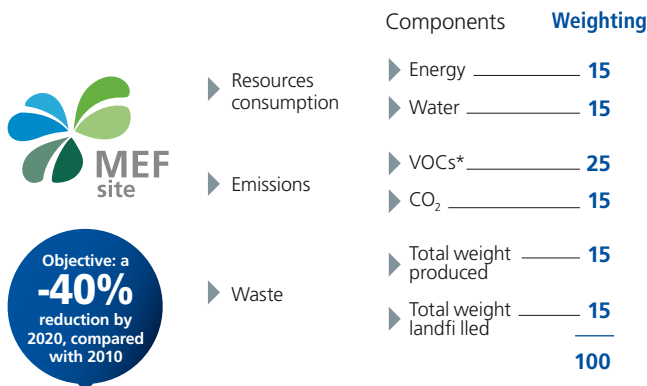 Components Weighting
Resources
consumption
Energy 15
Water 15
MEF
site
Emissions
VOCs* 25
CO₂ 15
Objective: a
-40%
reduction by
2020, compared
with 2010
Waste
Total weight
produced 15
Total weight
landfi lled 15
100